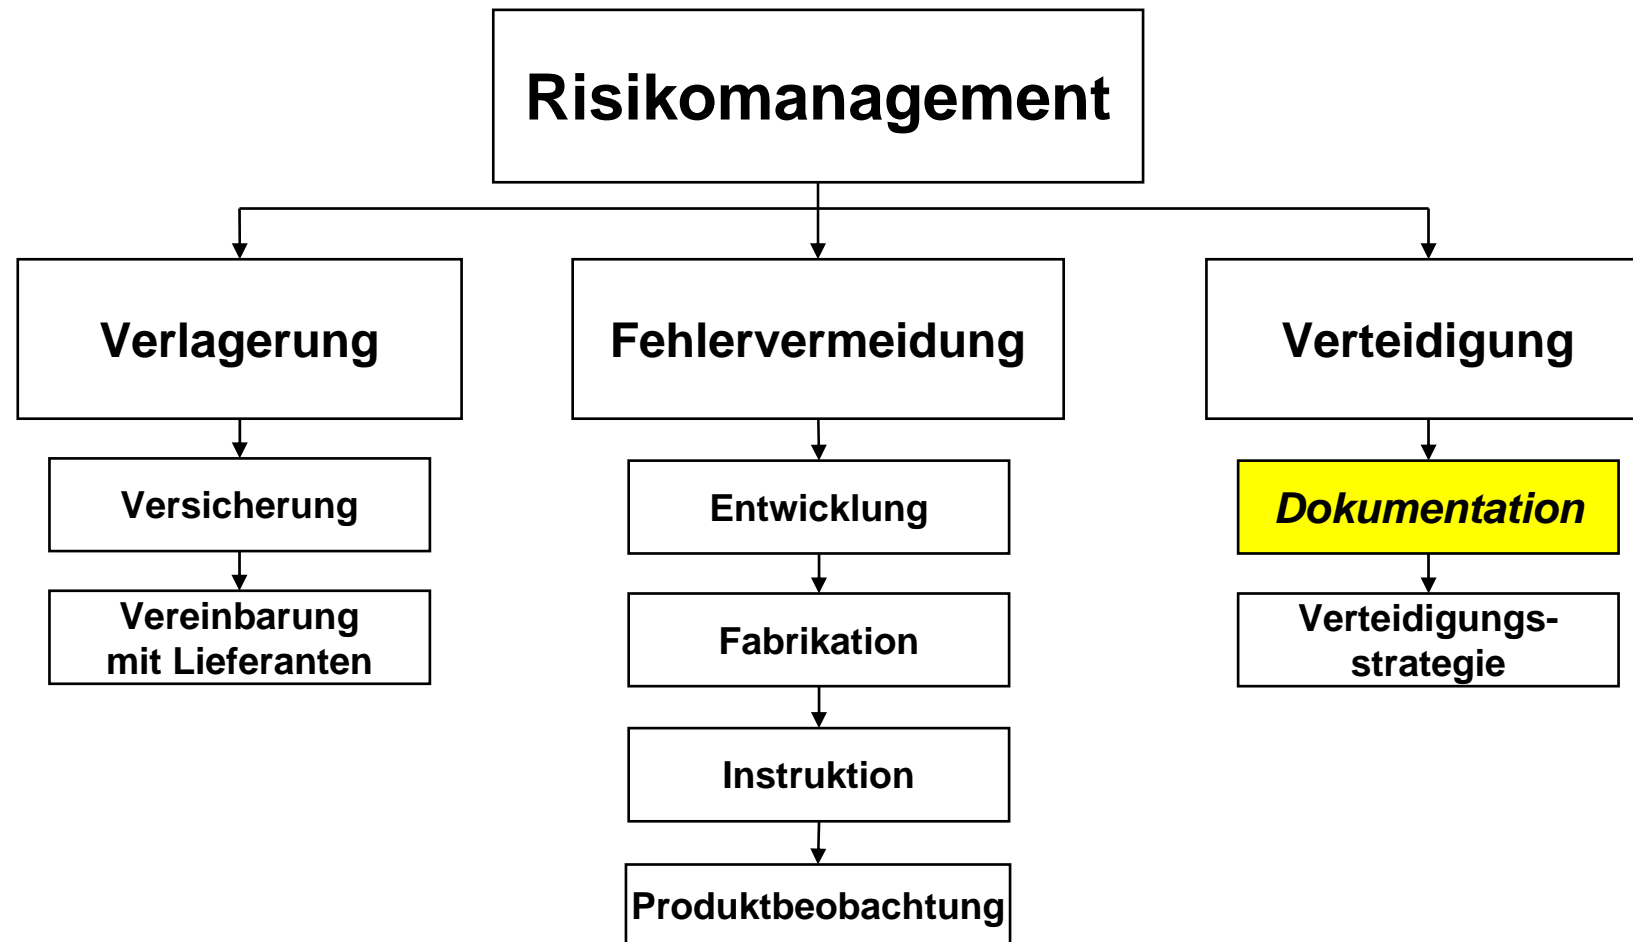 Risikomanagement
Verlagerung
Fehlervermeidung
Verteidigung
Versicherung
Entwicklung
Dokumentation
Vereinbarung
mit Lieferanten
Fabrikation
Verteidigungs-
strategie
Instruktion
Produktbeobachtung